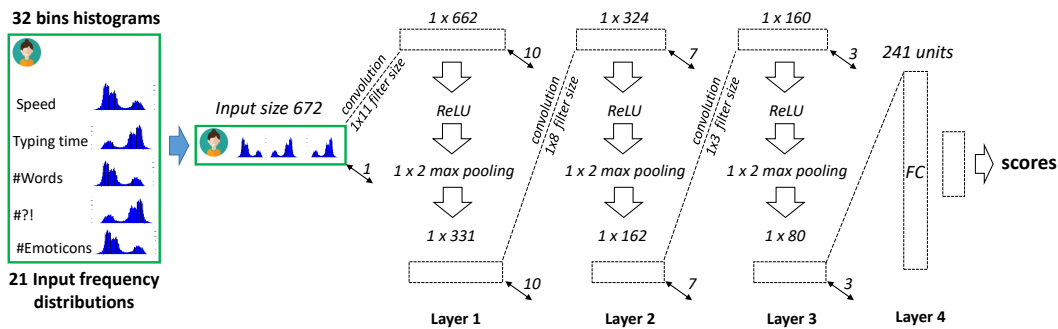 32 bins histograms
Speed
Typing time
#Words
#?!
#Emoticons
21 Input frequency
distributions
Input size 672
1
convolution
1x11 filter size
1 x 662
10
ReLU
1 x 2 max pooling
1 x 331
10
Layer 1
convolution
1x8 filter size
1 x 324
7
ReLU
1 x 2 max pooling
1 x 162
7
Layer 2
convolution
1x3 filter size
1 x 160
3
ReLU
1 x 2 max pooling
1 x 80
3
Layer 3
241 units
FC
Layer 4
scores